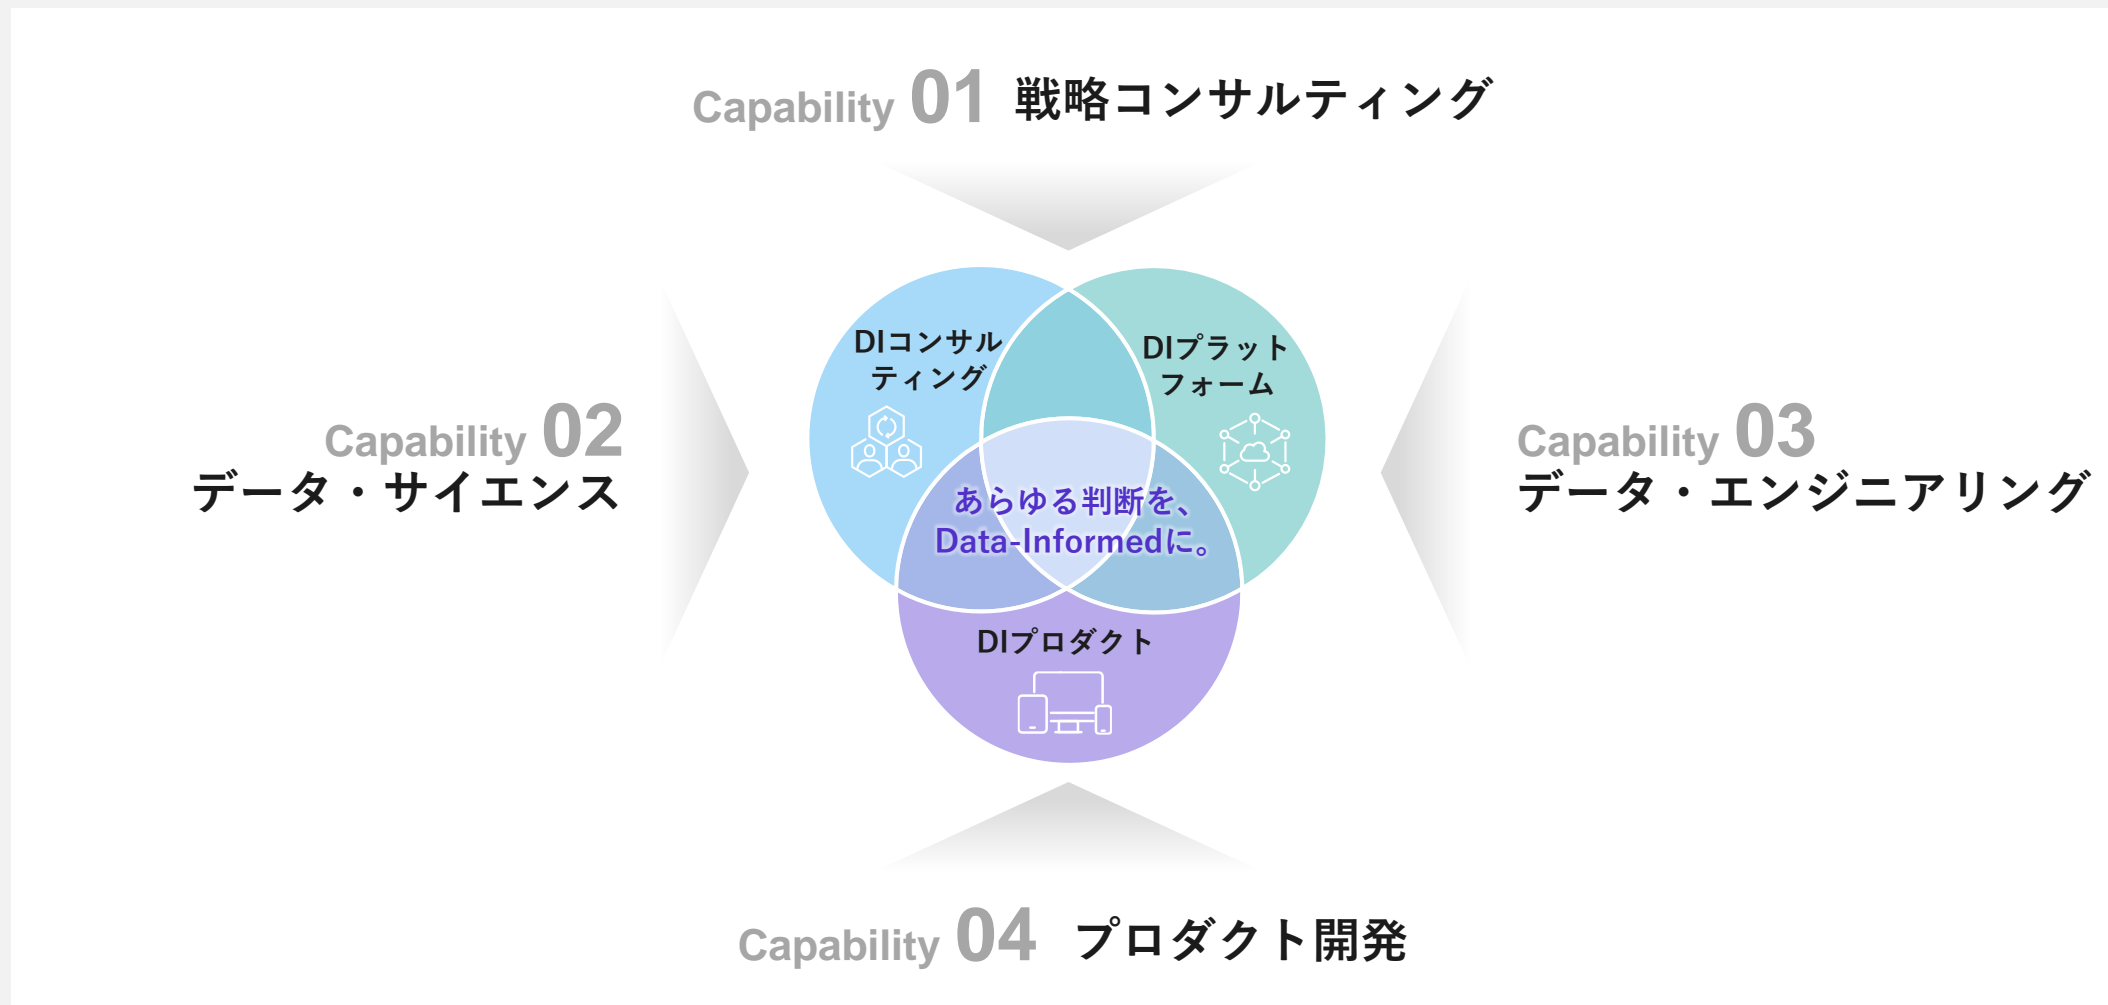 Capability 01 戦略コンサルティング
DIコンサル
ティング
DIプラット
フォーム
Capability 02
データ・サイエンス
Capability 03
データ・エンジニアリング
あらゆる判断を、
Data-Informedに。
DIプロダクト
Capability 04 プロダクト開発